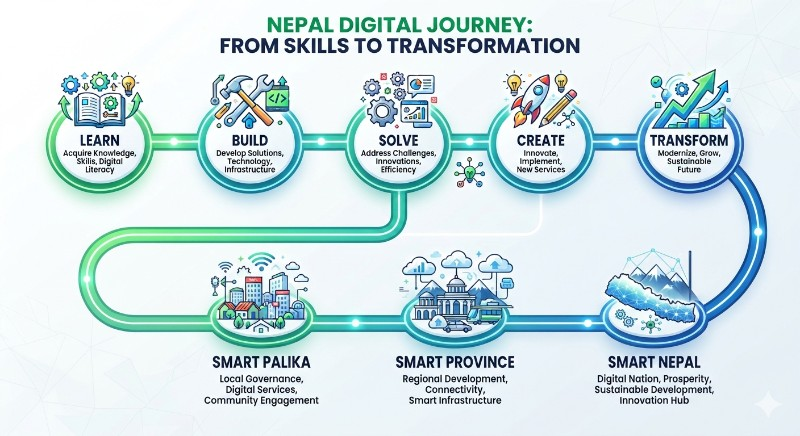 NEPAL DIGITAL JOURNEY:
FROM SKILLS TO TRANSFORMATION
LEARN
Acquire Knowledge,
Skills, Digital
Literacy
BUILD
Develop Solutions,
Technology,
Infrastructure
SOLVE
Address Challenges,
Innovations,
Efficiency
CREATE
Innovate,
Implement,
New Services
TRANSFORM
Modernize, Grow,
Sustainable
Future
SMART PALIKA
Local Governance,
Digital Services,
Community Engagement
SMART PROVINCE
Regional Development,
Connectivity,
Smart Infrastructure
SMART NEPAL
Digital Nation, Prosperity,
Sustainable Development,
Innovation Hub